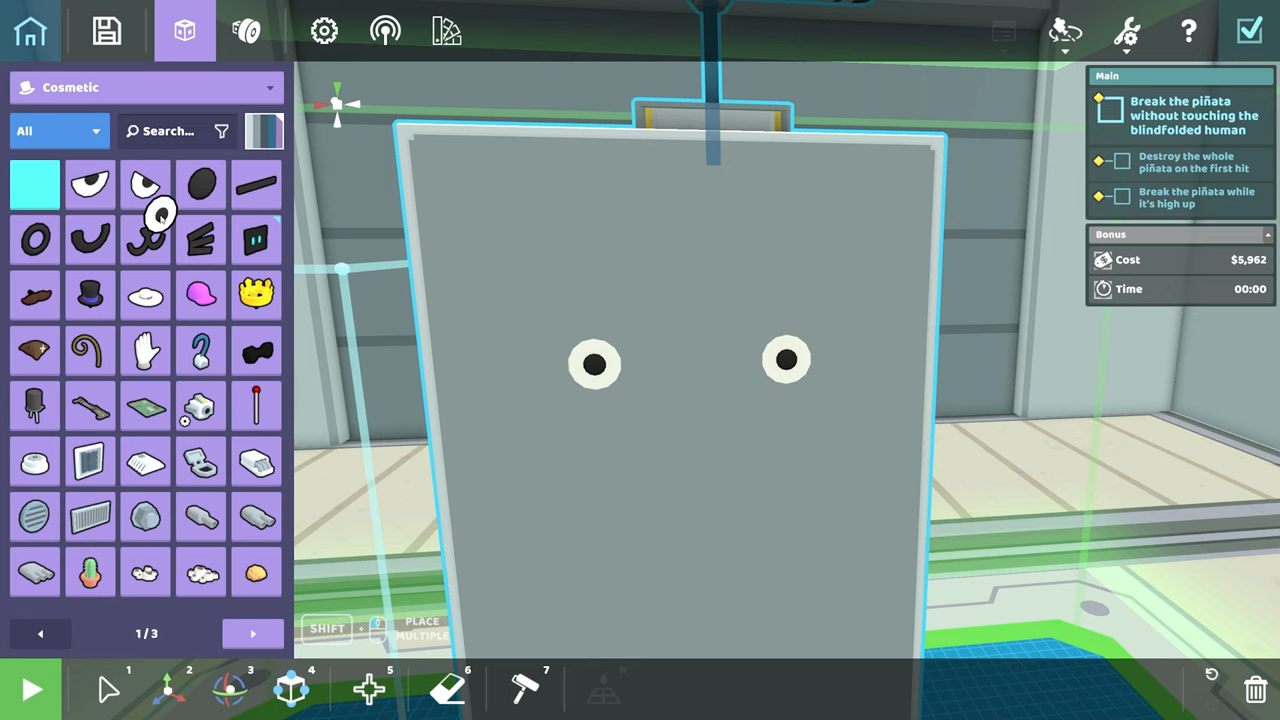 Main
Cosmetic
Break the piñata
without touching the
blindfolded human
All
Search...
Destroy the whole
piñata on the first hit
Break the piñata while
it's high up
Bonus
Cost $5,962
Time 00:00
SHIFT + PLACE
MULTIPLE
1/3
1 2 3 4 5 6 7 8